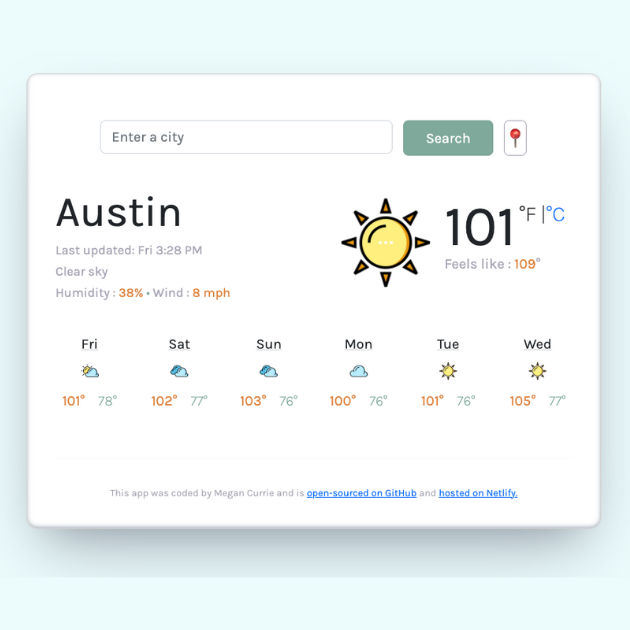 Enter a city
Search
Austin
Last updated: Fri 3:28 PM
Clear sky
Humidity : 38% • Wind : 8 mph
101 °F |°C
Feels like : 109°
Fri Sat Sun Mon Tue Wed
101° 78° 102° 77° 103° 76° 100° 76° 101° 76° 105° 77°
This app was coded by Megan Currie and is open-sourced on GitHub and hosted on Netlify.